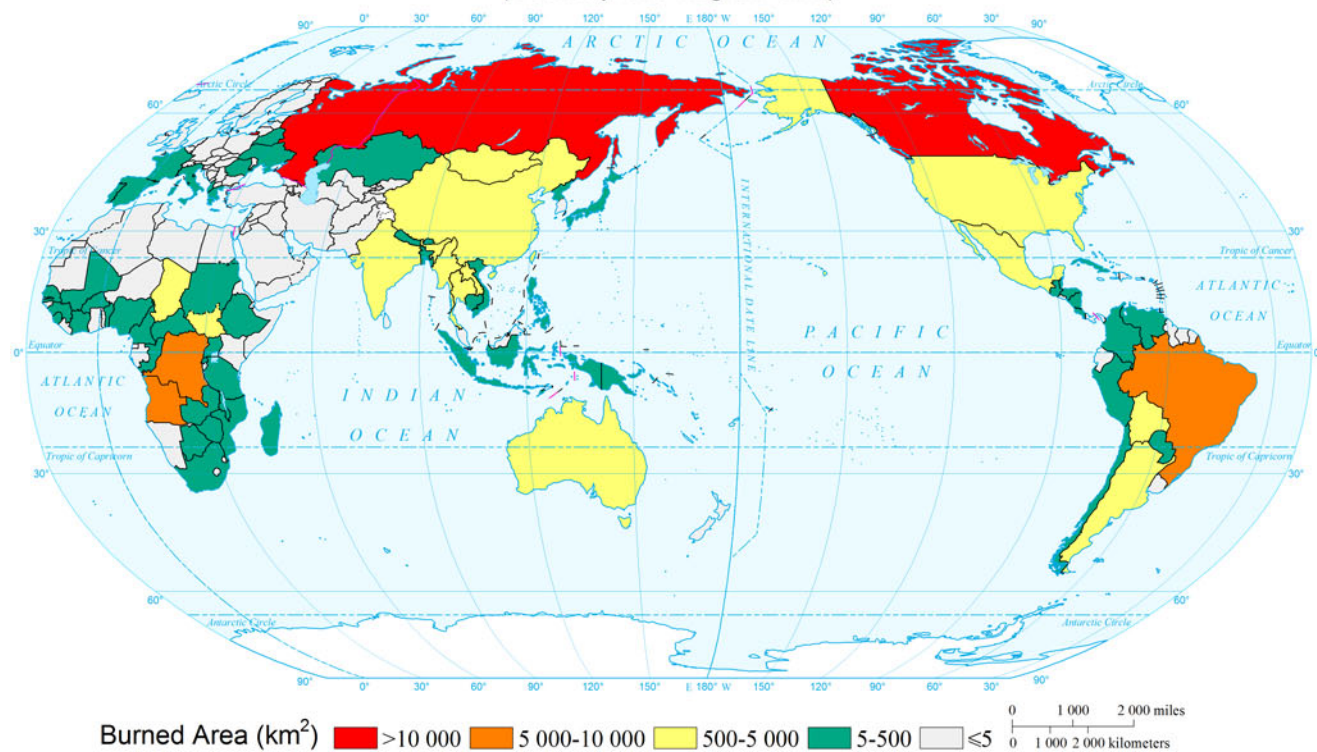 0° 30° 60° 90° 120° 150° E 180° W 150° 120° 90° 60° 30°
90° 90°
ARCTIC OCEAN
Arctic Circle Arctic Circle
60° 60°
30° 30°
Tropic of Cancer Tropic of Cancer
INTERNATIONAL DATE LINE
ATLANTIC
OCEAN
PACIFIC
OCEAN
Equator Equator
0° 0°
ATLANTIC
OCEAN
INDIAN
OCEAN
Tropic of Capricorn Tropic of Capricorn
30° 30°
60° 60°
Antarctic Circle Antarctic Circle
90° 90°
0° 30° 60° 90° 120° 150° E 180° W 150° 120° 90° 60° 30°
Burned Area (km²) >10 000 5 000-10 000 500-5 000 5-500 ≤5
0 1 000 2 000 miles
0 1 000 2 000 kilometers